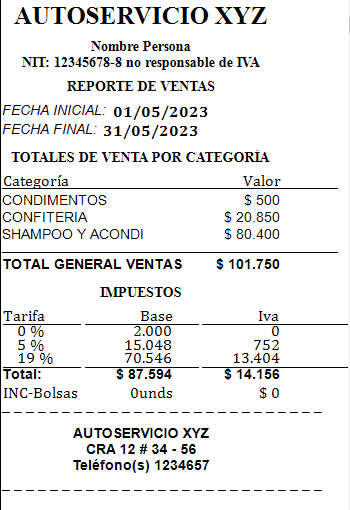 AUTOSERVICIO XYZ
Nombre Persona
NIT: 12345678-8 no responsable de IVA
REPORTE DE VENTAS
FECHA INICIAL: 01/05/2023
FECHA FINAL: 31/05/2023
TOTALES DE VENTA POR CATEGORÍA
Categoría Valor
CONDIMENTOS $ 500
CONFITERIA $ 20.850
SHAMPOO Y ACONDI $ 80.400
TOTAL GENERAL VENTAS $ 101.750
IMPUESTOS
Tarifa Base Iva
0 % 2.000 0
5 % 15.048 752
19 % 70.546 13.404
Total: $ 87.594 $ 14.156
INC-Bolsas 0unds $ 0
AUTOSERVICIO XYZ
CRA 12 # 34 - 56
Teléfono(s) 1234657